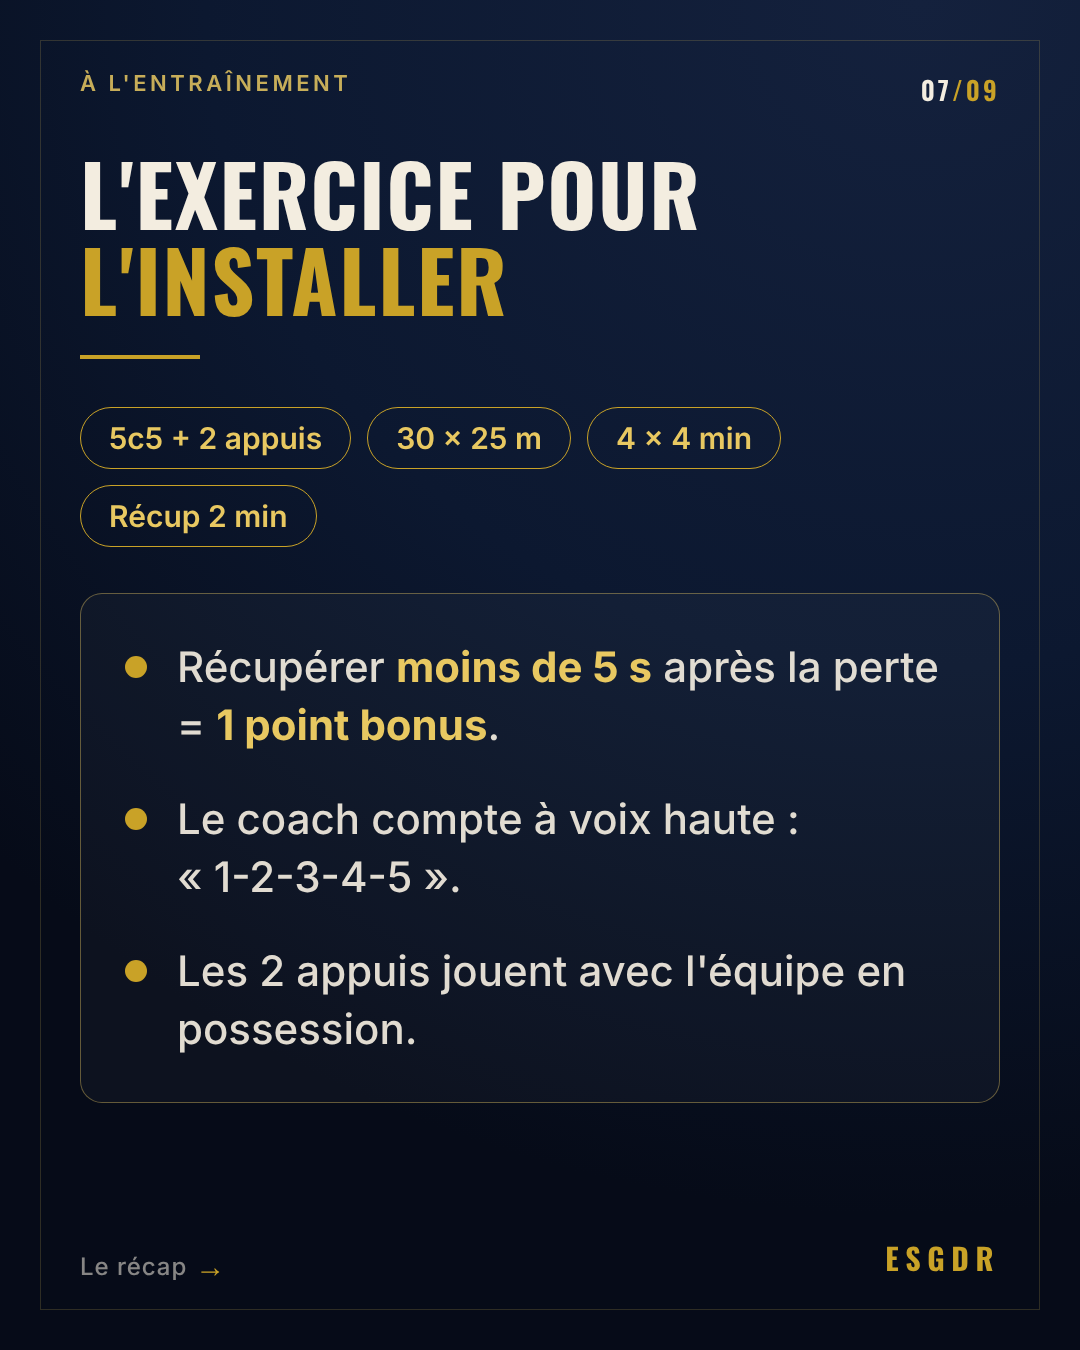 À L'ENTRAÎNEMENT
07/09
L'EXERCICE POUR
L'INSTALLER
5c5 + 2 appuis
30 × 25 m
4 × 4 min
Récup 2 min
Récupérer moins de 5 s après la perte
= 1 point bonus.
Le coach compte à voix haute :
« 1-2-3-4-5 ».
Les 2 appuis jouent avec l'équipe en
possession.
Le récap →
ESGDR